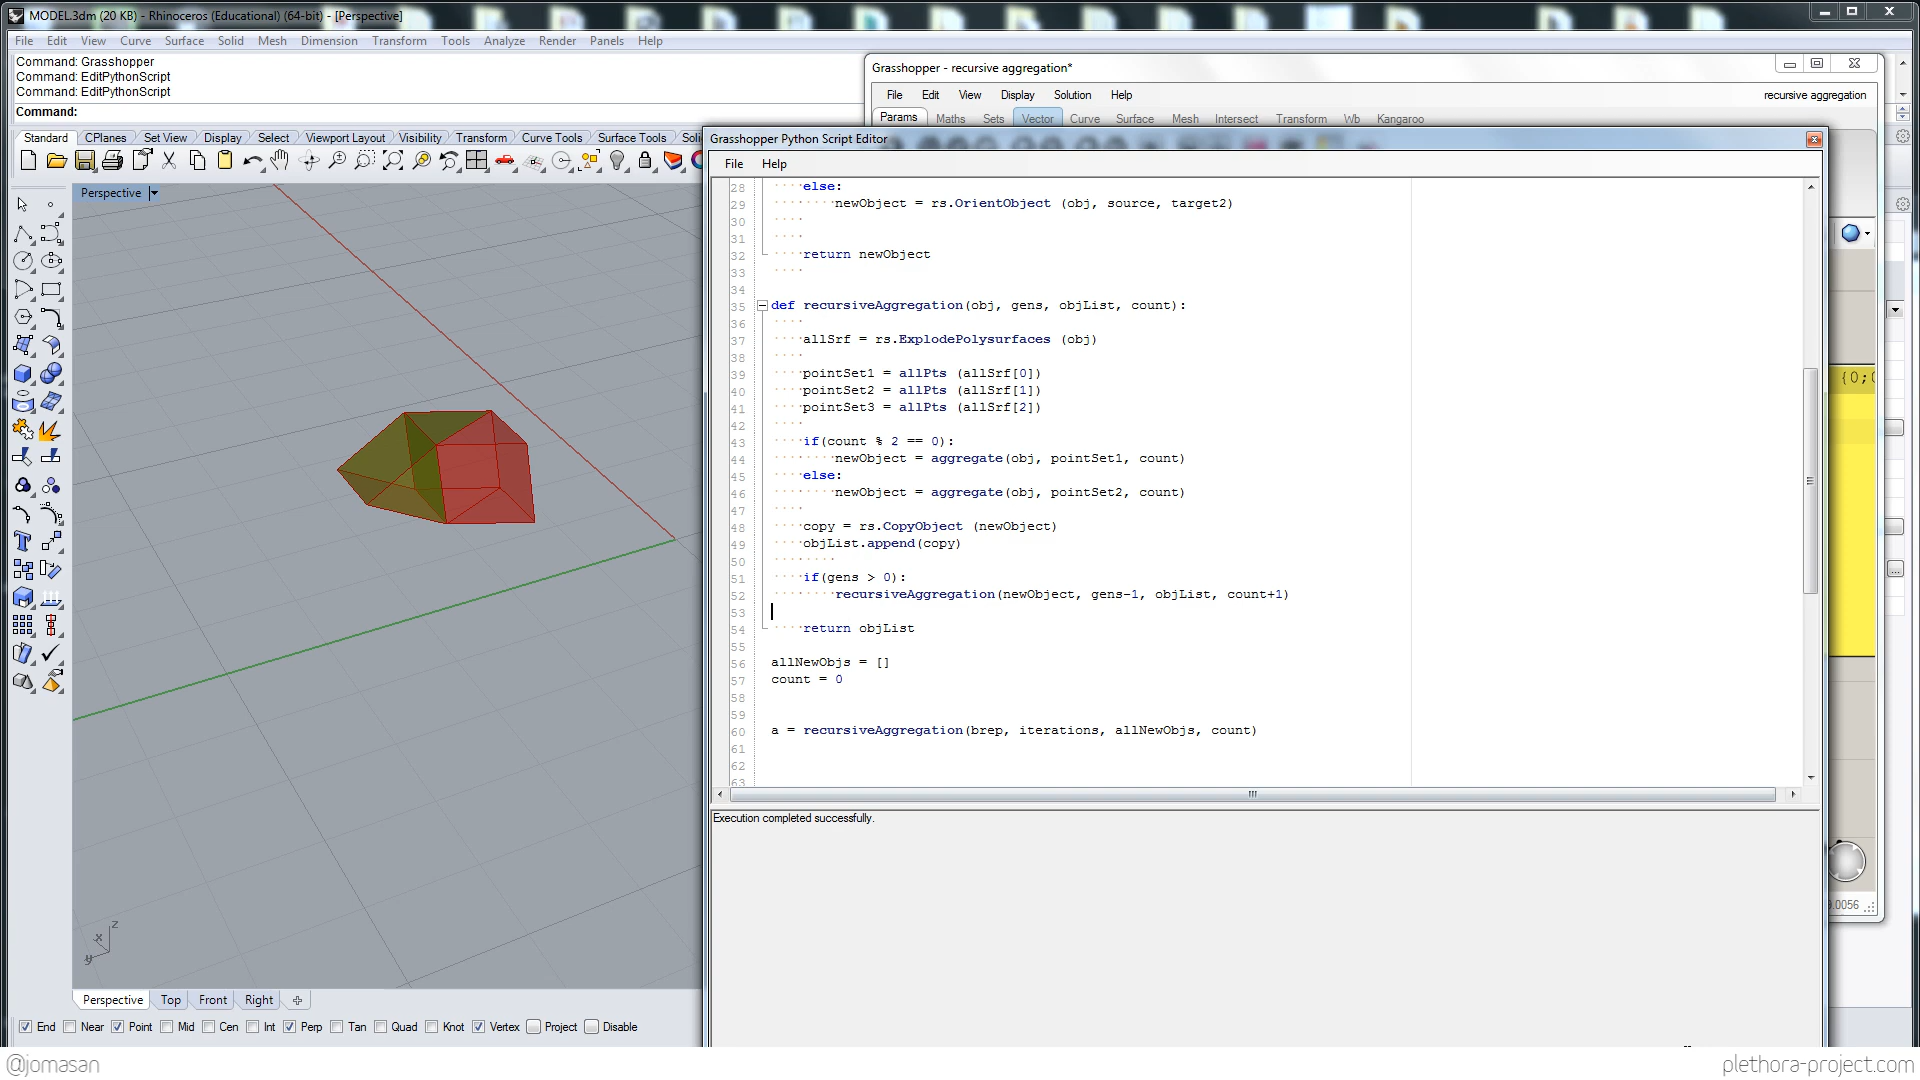 MODEL.3dm (20 KB) - Rhinoceros (Educational) (64-bit) - [Perspective]
File Edit View Curve Surface Solid Mesh Dimension Transform Tools Analyze Render Panels Help
Command: Grasshopper
Command: EditPythonScript
Command: EditPythonScript
Command:
Standard CPlanes Set View Display Select Viewport Layout Visibility Transform Curve Tools Surface Tools Soli
Perspective
Grasshopper - recursive aggregation*
File Edit View Display Solution Help recursive aggregation
Params Maths Sets Vector Curve Surface Mesh Intersect Transform Wb Kangaroo
Grasshopper Python Script Editor
File Help
28 else:
29 newObject = rs.OrientObject (obj, source, target2)
30
31
32 return newObject
33
34
35 def recursiveAggregation(obj, gens, objList, count):
36
37 allSrf = rs.ExplodePolysurfaces (obj)
38
39 pointSet1 = allPts (allSrf[0])
40 pointSet2 = allPts (allSrf[1])
41 pointSet3 = allPts (allSrf[2])
42
43 if(count % 2 == 0):
44 newObject = aggregate(obj, pointSet1, count)
45 else:
46 newObject = aggregate(obj, pointSet2, count)
47
48 copy = rs.CopyObject (newObject)
49 objList.append(copy)
50
51 if(gens > 0):
52 recursiveAggregation(newObject, gens-1, objList, count+1)
53
54 return objList
55
56 allNewObjs = []
57 count = 0
58
59
60 a = recursiveAggregation(brep, iterations, allNewObjs, count)
61
62
63
Execution completed successfully.
{0;0
9.0056
z
x
y
Perspective Top Front Right
End Near Point Mid Cen Int Perp Tan Quad Knot Vertex Project Disable
@jomasan
plethora-project.com